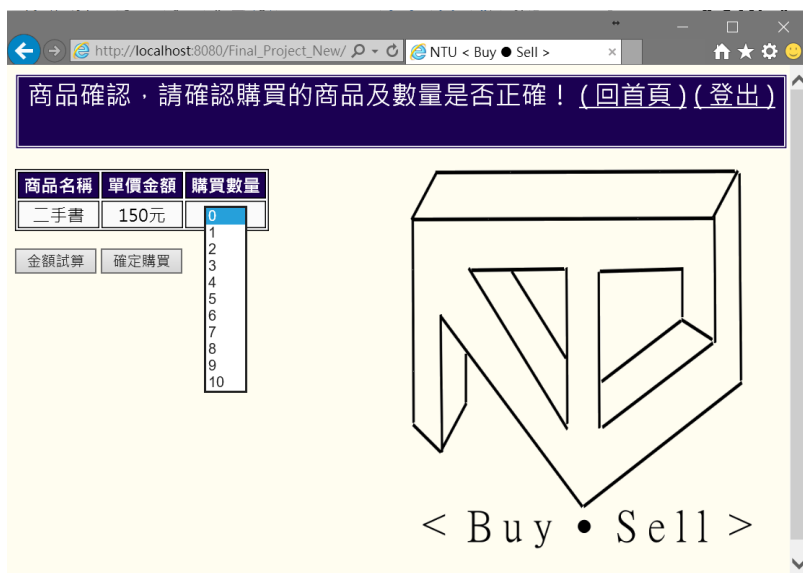 http://localhost:8080/Final_Project_New/
NTU < Buy ● Sell >
商品確認，請確認購買的商品及數量是否正確！(回首頁)(登出)
商品名稱 單價金額 購買數量
二手書 150元
0
1
2
3
4
5
6
7
8
9
10
金額試算 確定購買
< Buy ● Sell >